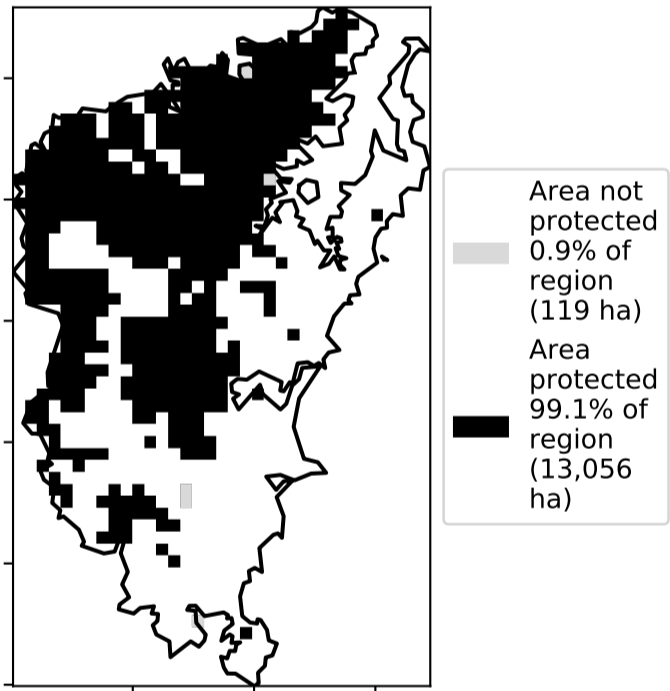 Area not
protected
0.9% of
region
(119 ha)
Area
protected
99.1% of
region
(13,056
ha)